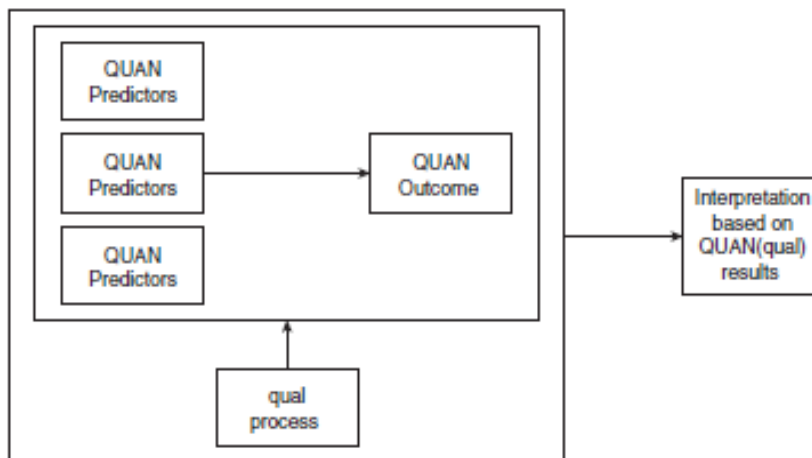 QUAN
Predictors
QUAN
Predictors
QUAN
Outcome
QUAN
Predictors
Interpretation
based on
QUAN(qual)
results
qual
process